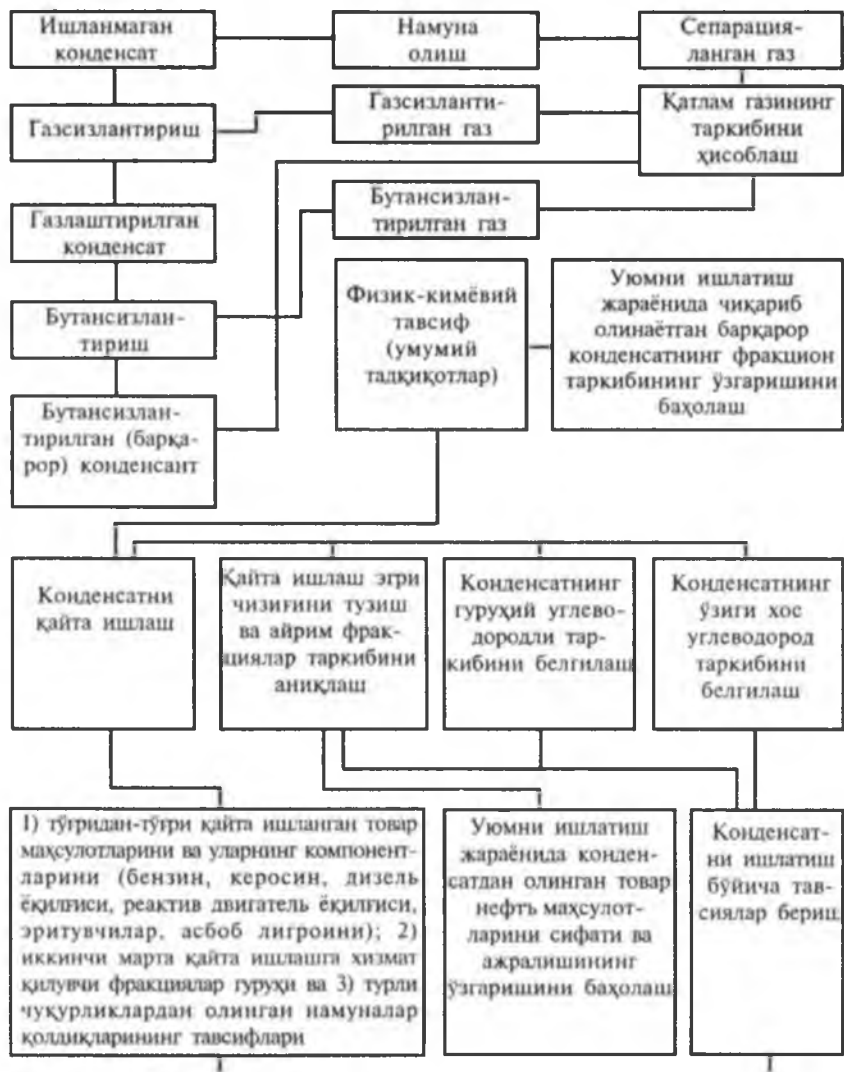 Ишланмаган
конденсат
Намуна
олиш
Сепарация-
ланган газ
Газсизлантириш
Газсизланти-
рилган газ
Қатлам газининг
таркибини
ҳисоблаш
Газлаштирилган
конденсат
Бутансизлан-
тирилган газ
Бутансизлан-
тириш
Физик-кимёвий
тавсиф
(умумий
тадқиқотлар)
Уюмни ишлатиш
жараёнида чиқариб
олинаётган барқарор
конденсатнинг фракцион
таркибининг ўзгаришини
баҳолаш
Бутансизлан-
тирилган (барқа-
рор) конденсант
Конденсатни
қайта ишлаш
Қайта ишлаш эгри
чизиғини тузиш
ва айрим фрак-
циялар таркибини
аниқлаш
Конденсатнинг
гуруҳий углево-
дородли тар-
кибини белгилаш
Конденсатнинг
ўзиги хос
углеводород
таркибини
белгилаш
1) тўғридан-тўғри қайта ишланган товар
маҳсулотларини ва уларнинг компонент-
ларини (бензин, керосин, дизель
ёқилғиси, реактив двигатель ёқилғиси,
эритувчилар, асбоб лигроини); 2)
иккинчи марта қайта ишлашга хизмат
қилувчи фракциялар гуруҳи ва 3) турли
чуқурликлардан олинган намуналар
қолдиқларининг тавсифлари
Уюмни ишлатиш
жараёнида конден-
сатдан олинган товар
нефть маҳсулот-
ларини сифати ва
ажралишининг
ўзгаришини баҳолаш
Конденсат-
ни ишлатиш
бўйича тав-
сиялар бериш